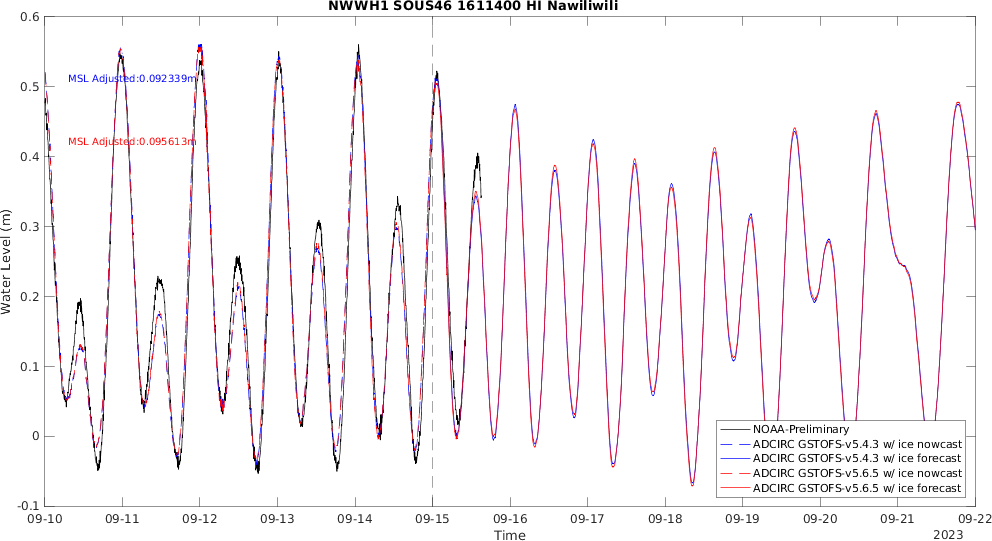 NWWH1 SOUS46 1611400 HI Nawiliwili
0.6
0.5
0.4
0.3
0.2
0.1
0
-0.1
Water Level (m)
MSL Adjusted:0.092339m
MSL Adjusted:0.095613m
NOAA-Preliminary
ADCIRC GSTOFS-v5.4.3 w/ ice nowcast
ADCIRC GSTOFS-v5.4.3 w/ ice forecast
ADCIRC GSTOFS-v5.6.5 w/ ice nowcast
ADCIRC GSTOFS-v5.6.5 w/ ice forecast
09-10 09-11 09-12 09-13 09-14 09-15 09-16 09-17 09-18 09-19 09-20 09-21 09-22
Time
2023